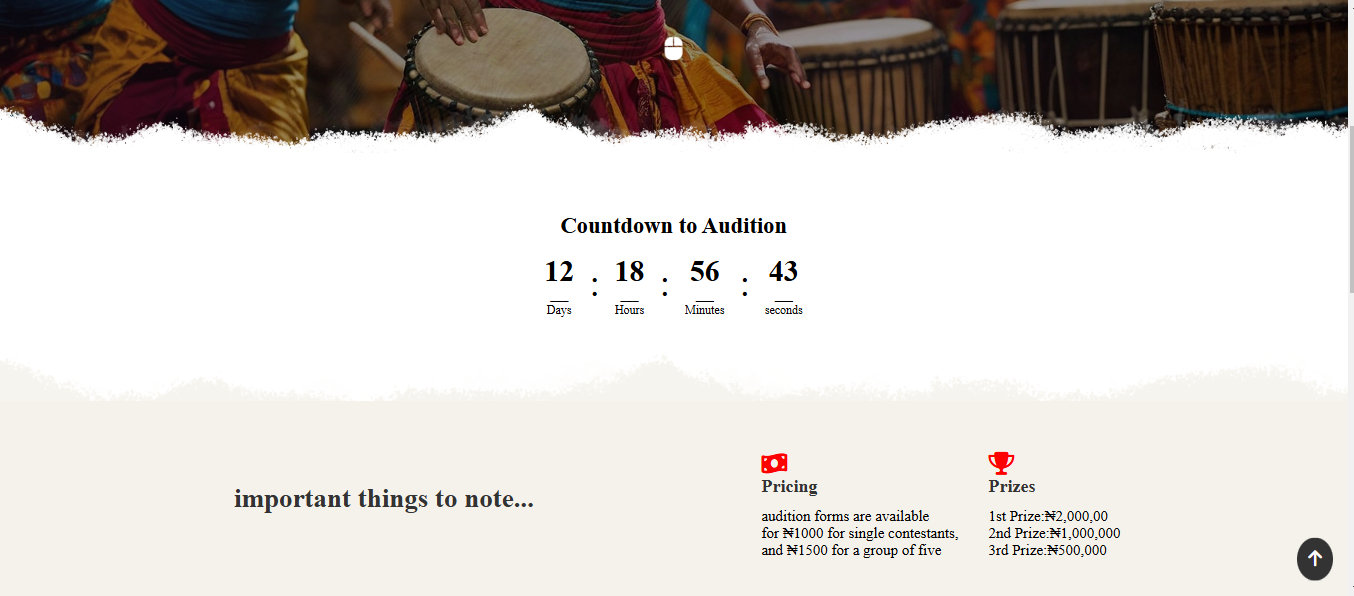 Countdown to Audition
12 : 18 : 56 : 43
Days Hours Minutes seconds
important things to note...
Pricing
audition forms are available
for ₦1000 for single contestants,
and ₦1500 for a group of five
Prizes
1st Prize:₦2,000,00
2nd Prize:₦1,000,000
3rd Prize:₦500,000